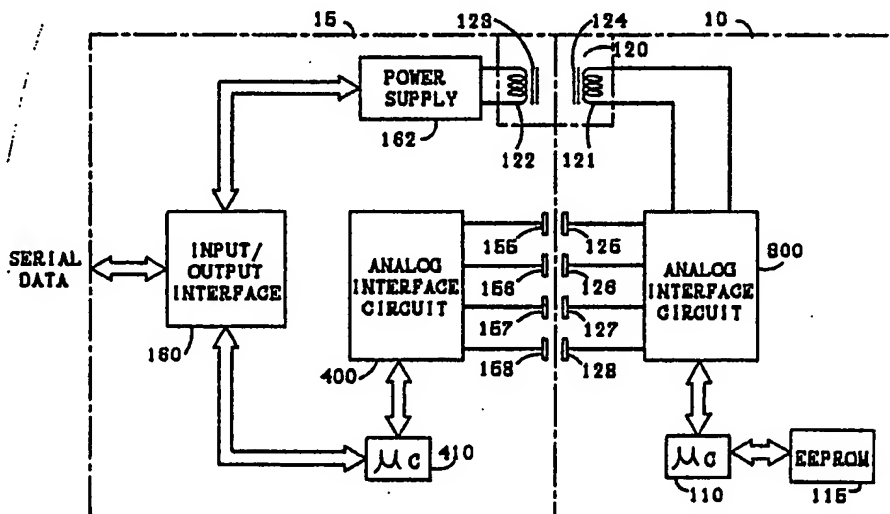 123 15 124 120 10
POWER SUPPLY
162
122 121
SERIAL DATA
INPUT/ OUTPUT INTERFACE
160
ANALOG INTERFACE CIRCUIT
400
155 125
156 126
157 127
158 128
ANALOG INTERFACE CIRCUIT
800
μC 410
μC
110
EEPROM
115